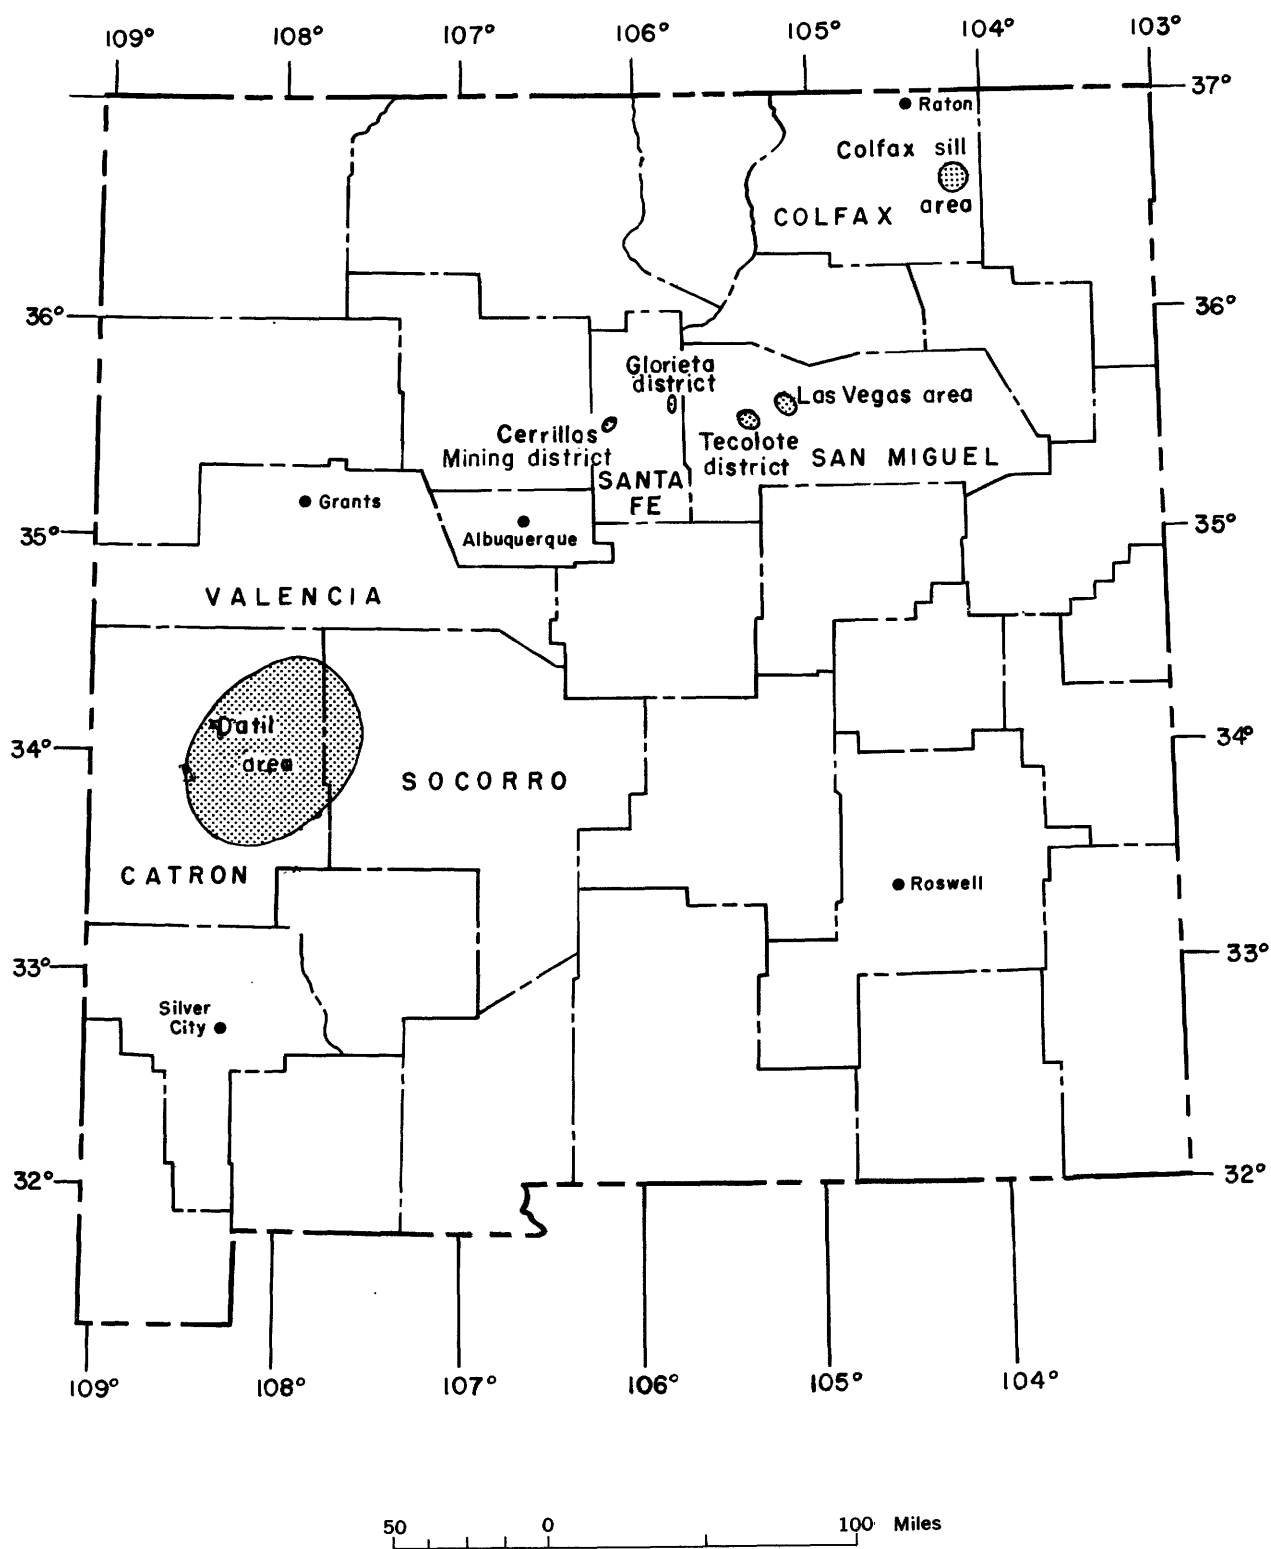 109° 108° 107° 106° 105° 104° 103°
37°
Raton
Colfax sill
area
COLFAX
36° 36°
Glorieta
district
Las Vegas area
Cerrillas
Mining district
Tecolote
district
SAN MIGUEL
SANTA
FE
Grants
35° 35°
Albuquerque
VALENCIA
Datil
area
34° 34°
SOCORRO
CATRON
Roswell
33° 33°
Silver
City
32° 32°
109° 108° 107° 106° 105° 104°
50 0 100 Miles